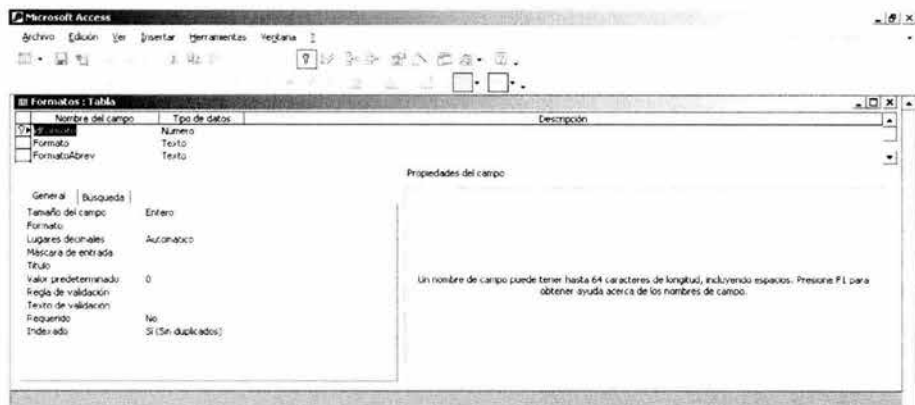 Microsoft Access
Archivo Edición Ver Insertar Herramientas Ventana ?
Formatos : Tabla
Nombre del campo Tipo de datos Descripción
Numero
Formato Texto
FormatoAbrev Texto
Propiedades del campo
General Búsqueda
Tamaño del campo Entero
Formato
Lugares decimales Automático
Máscara de entrada
Título
Valor predeterminado 0
Regla de validación
Texto de validación
Requerido No
Indexado Sí (Sin duplicados)
Un nombre de campo puede tener hasta 64 caracteres de longitud, incluyendo espacios. Presione F1 para
obtener ayuda acerca de los nombres de campo.